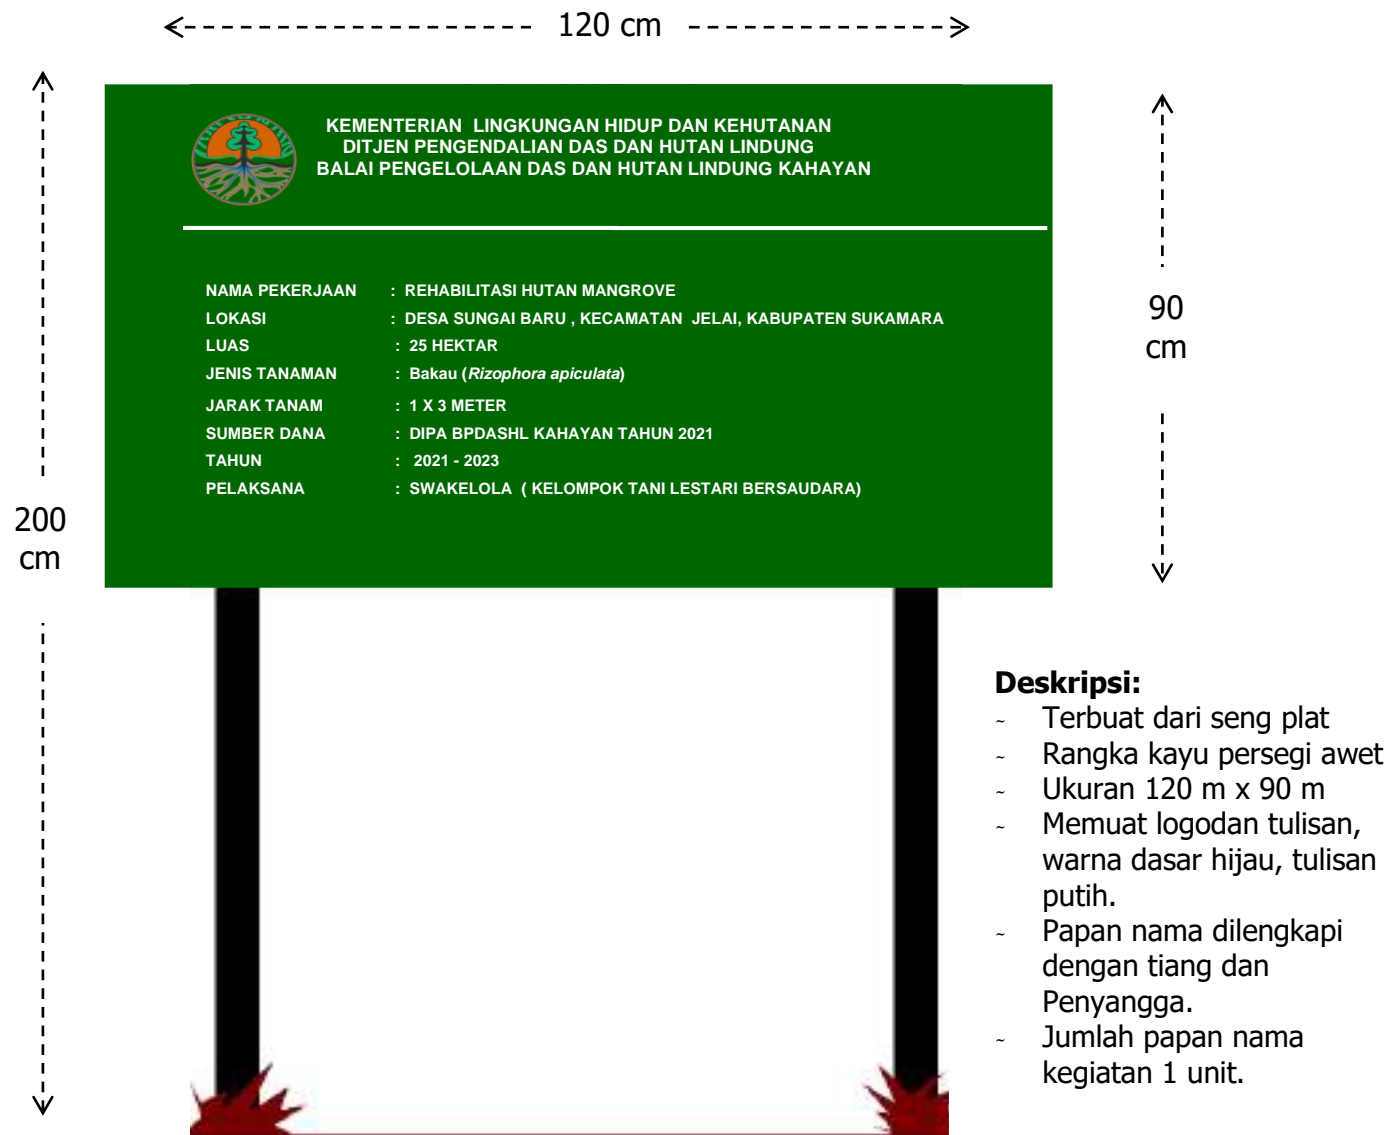 120 cm
KEMENTERIAN LINGKUNGAN HIDUP DAN KEHUTANAN
DITJEN PENGENDALIAN DAS DAN HUTAN LINDUNG
BALAI PENGELOLAAN DAS DAN HUTAN LINDUNG KAHAYAN
NAMA PEKERJAAN : REHABILITASI HUTAN MANGROVE
LOKASI : DESA SUNGAI BARU , KECAMATAN JELAI, KABUPATEN SUKAMARA
LUAS : 25 HEKTAR
JENIS TANAMAN : Bakau (Rizophora apiculata)
JARAK TANAM : 1 X 3 METER
SUMBER DANA : DIPA BPDASHL KAHAYAN TAHUN 2021
TAHUN : 2021 - 2023
PELAKSANA : SWAKELOLA ( KELOMPOK TANI LESTARI BERSAUDARA)
200
cm
90
cm
Deskripsi:
~ Terbuat dari seng plat
~ Rangka kayu persegi awet
~ Ukuran 120 m x 90 m
~ Memuat logodan tulisan,
warna dasar hijau, tulisan
putih.
~ Papan nama dilengkapi
dengan tiang dan
Penyangga.
~ Jumlah papan nama
kegiatan 1 unit.